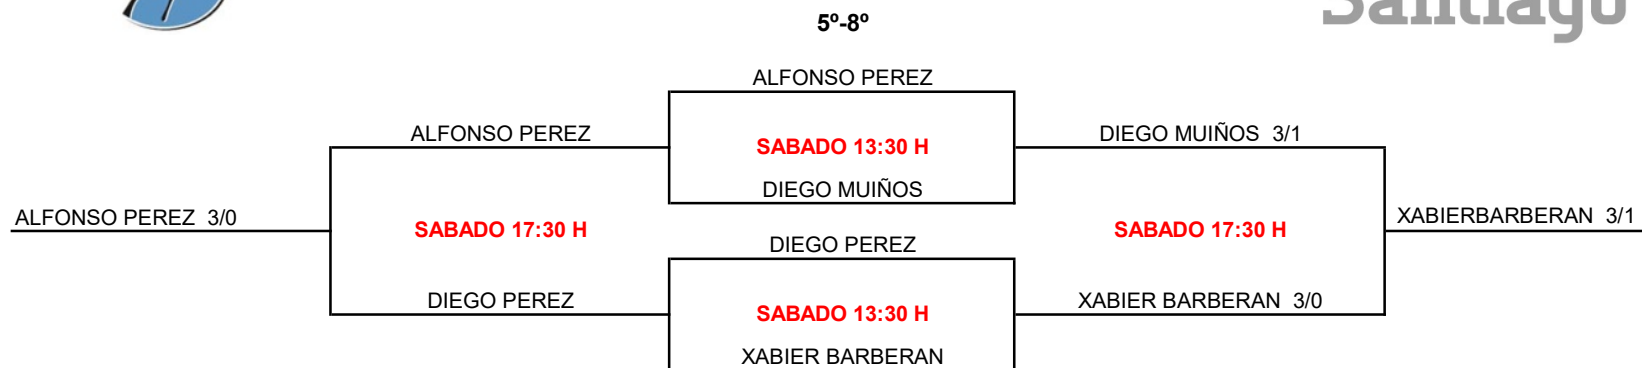 Santiago
5º-8º
ALFONSO PEREZ
ALFONSO PEREZ
SABADO 13:30 H
DIEGO MUIÑOS 3/1
DIEGO MUIÑOS
ALFONSO PEREZ 3/0
SABADO 17:30 H
SABADO 17:30 H
XABIERBARBERAN 3/1
DIEGO PEREZ
DIEGO PEREZ
SABADO 13:30 H
XABIER BARBERAN 3/0
XABIER BARBERAN